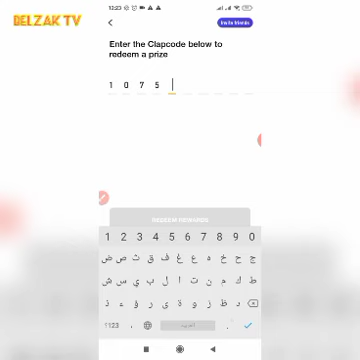 BELZAK TV
12:23
Invite friends
Enter the Clapcode below to
redeem a prize
1 0 7 5
REDEEM REWARDS
1 2 3 4 5 6 7 8 9 0
ض ص ث ق ف غ ع ه خ ح ج
ش س ي ب ل ا ت ن م ك ط
ذ ء ؤ ر ى ة و ز ظ د
!123 ، العربية .